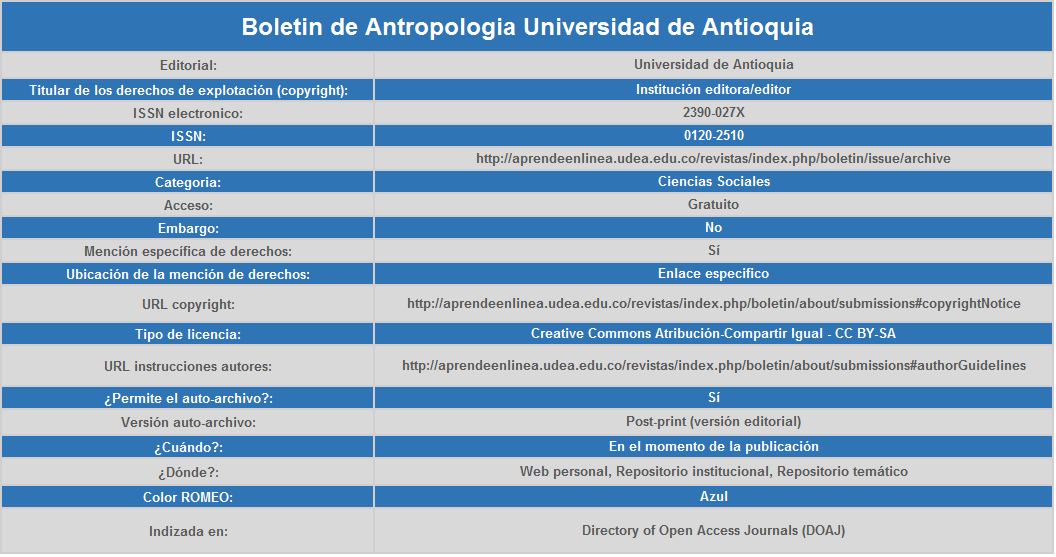 Boletin de Antropologia Universidad de Antioquia
Editorial: Universidad de Antioquia
Titular de los derechos de explotación (copyright): Institución editora/editor
ISSN electronico: 2390-027X
ISSN: 0120-2510
URL: http://aprendeenlinea.udea.edu.co/revistas/index.php/boletin/issue/archive
Categoria: Ciencias Sociales
Acceso: Gratuito
Embargo: No
Mención específica de derechos: Sí
Ubicación de la mención de derechos: Enlace especifico
URL copyright: http://aprendeenlinea.udea.edu.co/revistas/index.php/boletin/about/submissions#copyrightNotice
Tipo de licencia: Creative Commons Atribución-Compartir Igual - CC BY-SA
URL instrucciones autores: http://aprendeenlinea.udea.edu.co/revistas/index.php/boletin/about/submissions#authorGuidelines
¿Permite el auto-archivo?: Sí
Versión auto-archivo: Post-print (versión editorial)
¿Cuándo?: En el momento de la publicación
¿Dónde?: Web personal, Repositorio institucional, Repositorio temático
Color ROMEO: Azul
Indizada en: Directory of Open Access Journals (DOAJ)